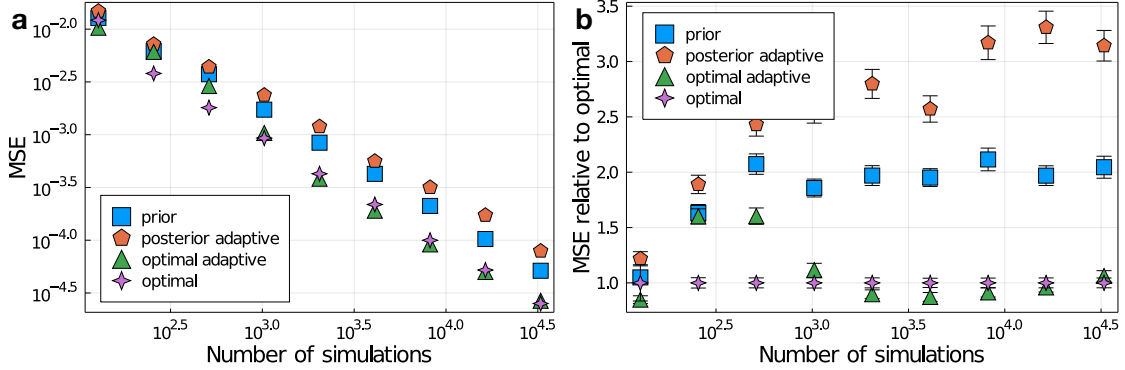 a
MSE
10^-2.0
10^-2.5
10^-3.0
10^-3.5
10^-4.0
10^-4.5
prior
posterior adaptive
optimal adaptive
optimal
10^2.5 10^3.0 10^3.5 10^4.0 10^4.5
Number of simulations
b
MSE relative to optimal
3.5
3.0
2.5
2.0
1.5
1.0
prior
posterior adaptive
optimal adaptive
optimal
10^2.5 10^3.0 10^3.5 10^4.0 10^4.5
Number of simulations